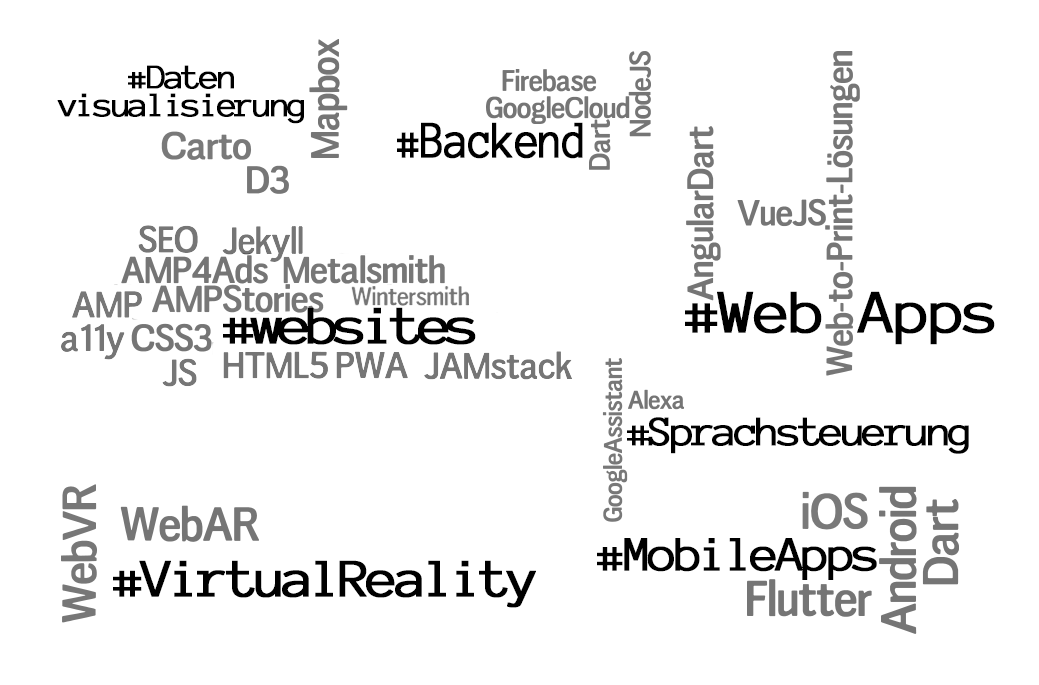 #Daten
visualisierung
Mapbox
Carto
D3
Firebase
GoogleCloud
NodeJS
#Backend
Dart
AngularDart
VueJS
Web-to-Print-Lösungen
#Web Apps
SEO Jekyll
AMP4Ads Metalsmith
AMP AMPStories Wintersmith
#websites
a11y CSS3
JS HTML5 PWA JAMstack
GoogleAssistant
Alexa
#Sprachsteuerung
WebVR
WebAR
#VirtualReality
iOS
Android
Dart
#MobileApps
Flutter